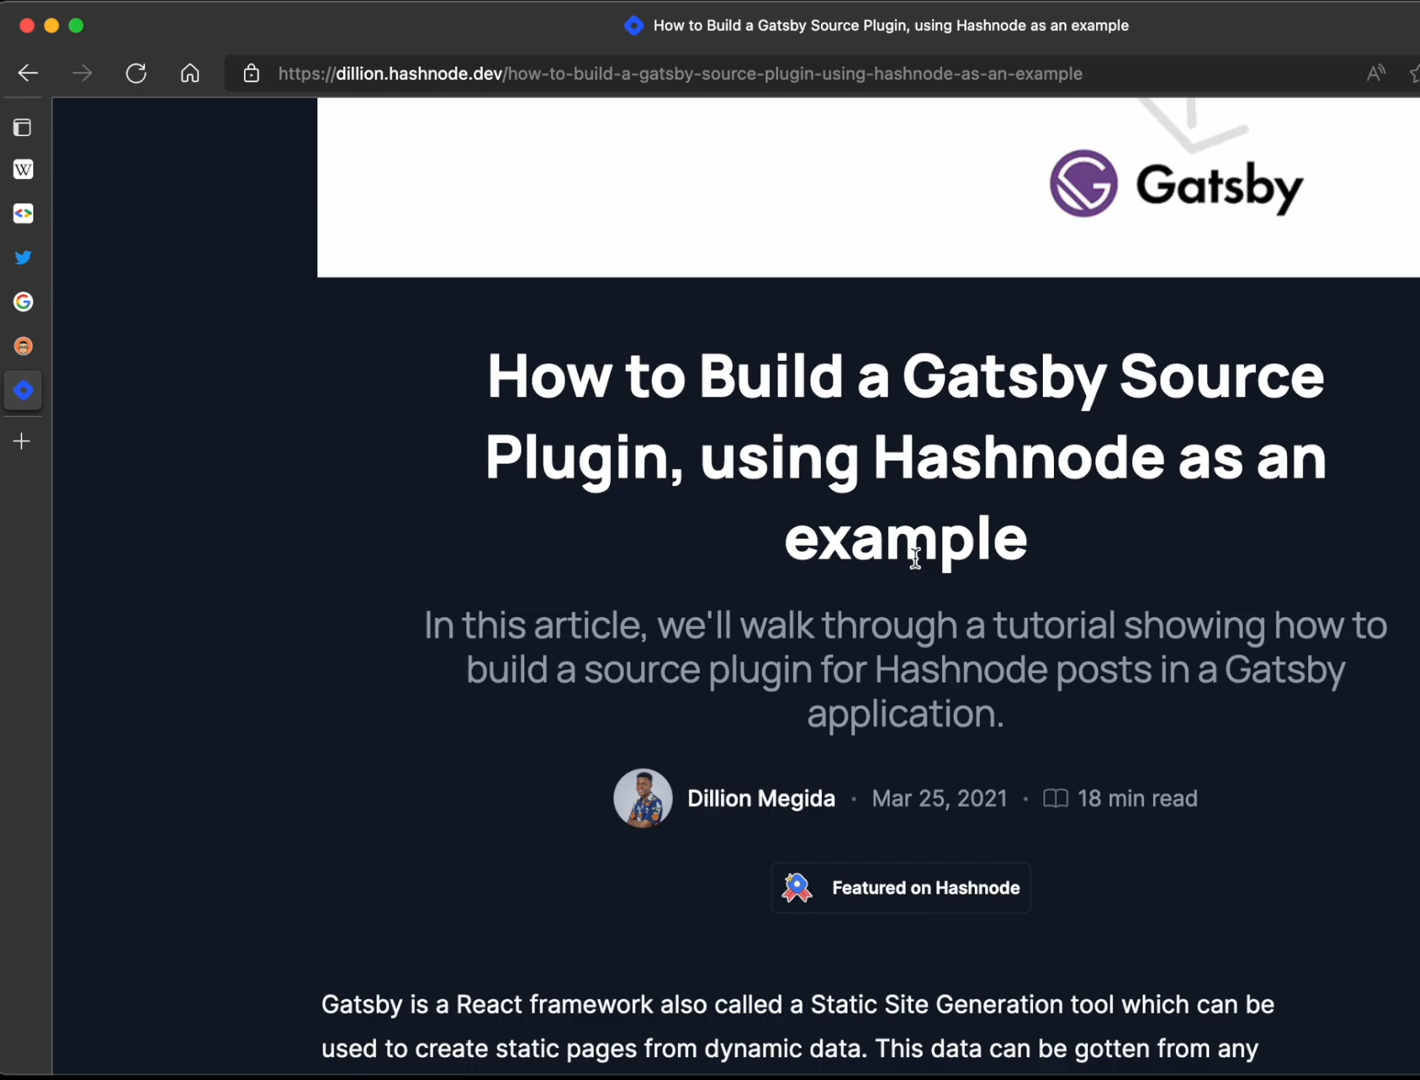 How to Build a Gatsby Source Plugin, using Hashnode as an example
https://dillion.hashnode.dev/how-to-build-a-gatsby-source-plugin-using-hashnode-as-an-example
A
W
G
Gatsby
How to Build a Gatsby Source
Plugin, using Hashnode as an
example
In this article, we'll walk through a tutorial showing how to
build a source plugin for Hashnode posts in a Gatsby
application.
Dillion Megida · Mar 25, 2021 · 18 min read
Featured on Hashnode
Gatsby is a React framework also called a Static Site Generation tool which can be
used to create static pages from dynamic data. This data can be gotten from any